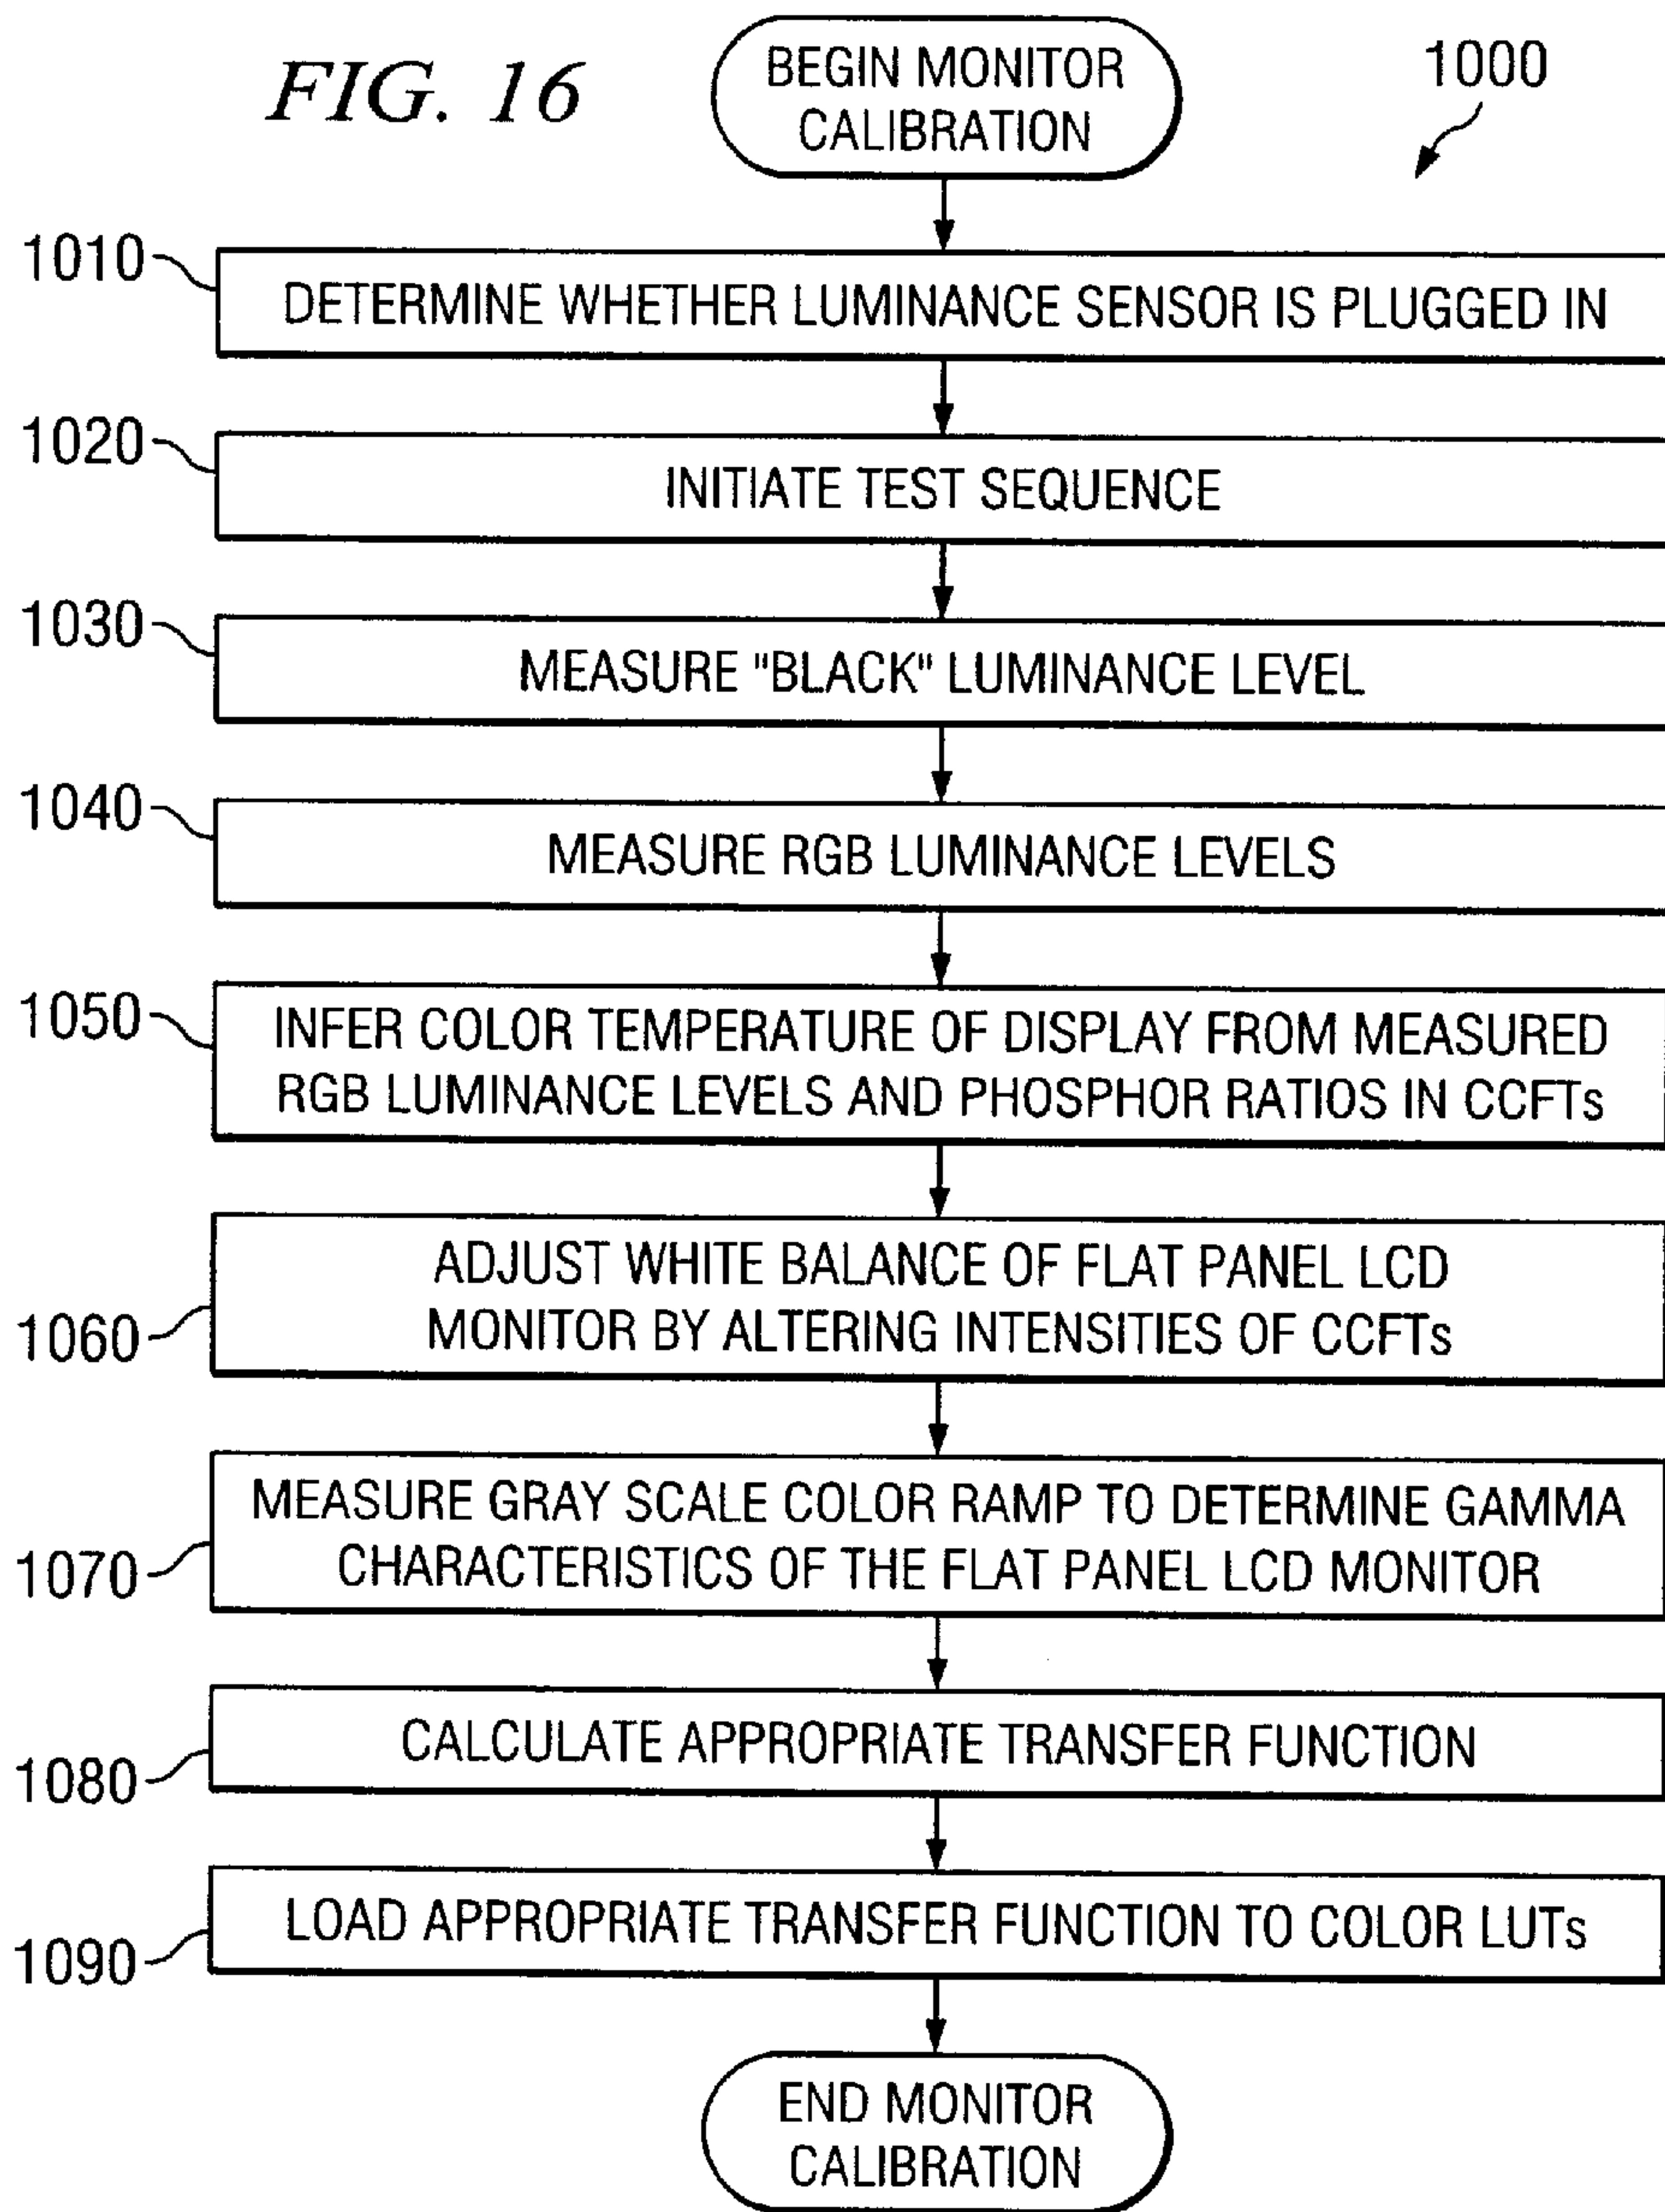 FIG. 16
BEGIN MONITOR
CALIBRATION
1000
1010
DETERMINE WHETHER LUMINANCE SENSOR IS PLUGGED IN
1020
INITIATE TEST SEQUENCE
1030
MEASURE "BLACK" LUMINANCE LEVEL
1040
MEASURE RGB LUMINANCE LEVELS
1050
INFER COLOR TEMPERATURE OF DISPLAY FROM MEASURED
RGB LUMINANCE LEVELS AND PHOSPHOR RATIOS IN CCFTs
1060
ADJUST WHITE BALANCE OF FLAT PANEL LCD
MONITOR BY ALTERING INTENSITIES OF CCFTs
1070
MEASURE GRAY SCALE COLOR RAMP TO DETERMINE GAMMA
CHARACTERISTICS OF THE FLAT PANEL LCD MONITOR
1080
CALCULATE APPROPRIATE TRANSFER FUNCTION
1090
LOAD APPROPRIATE TRANSFER FUNCTION TO COLOR LUTs
END MONITOR
CALIBRATION